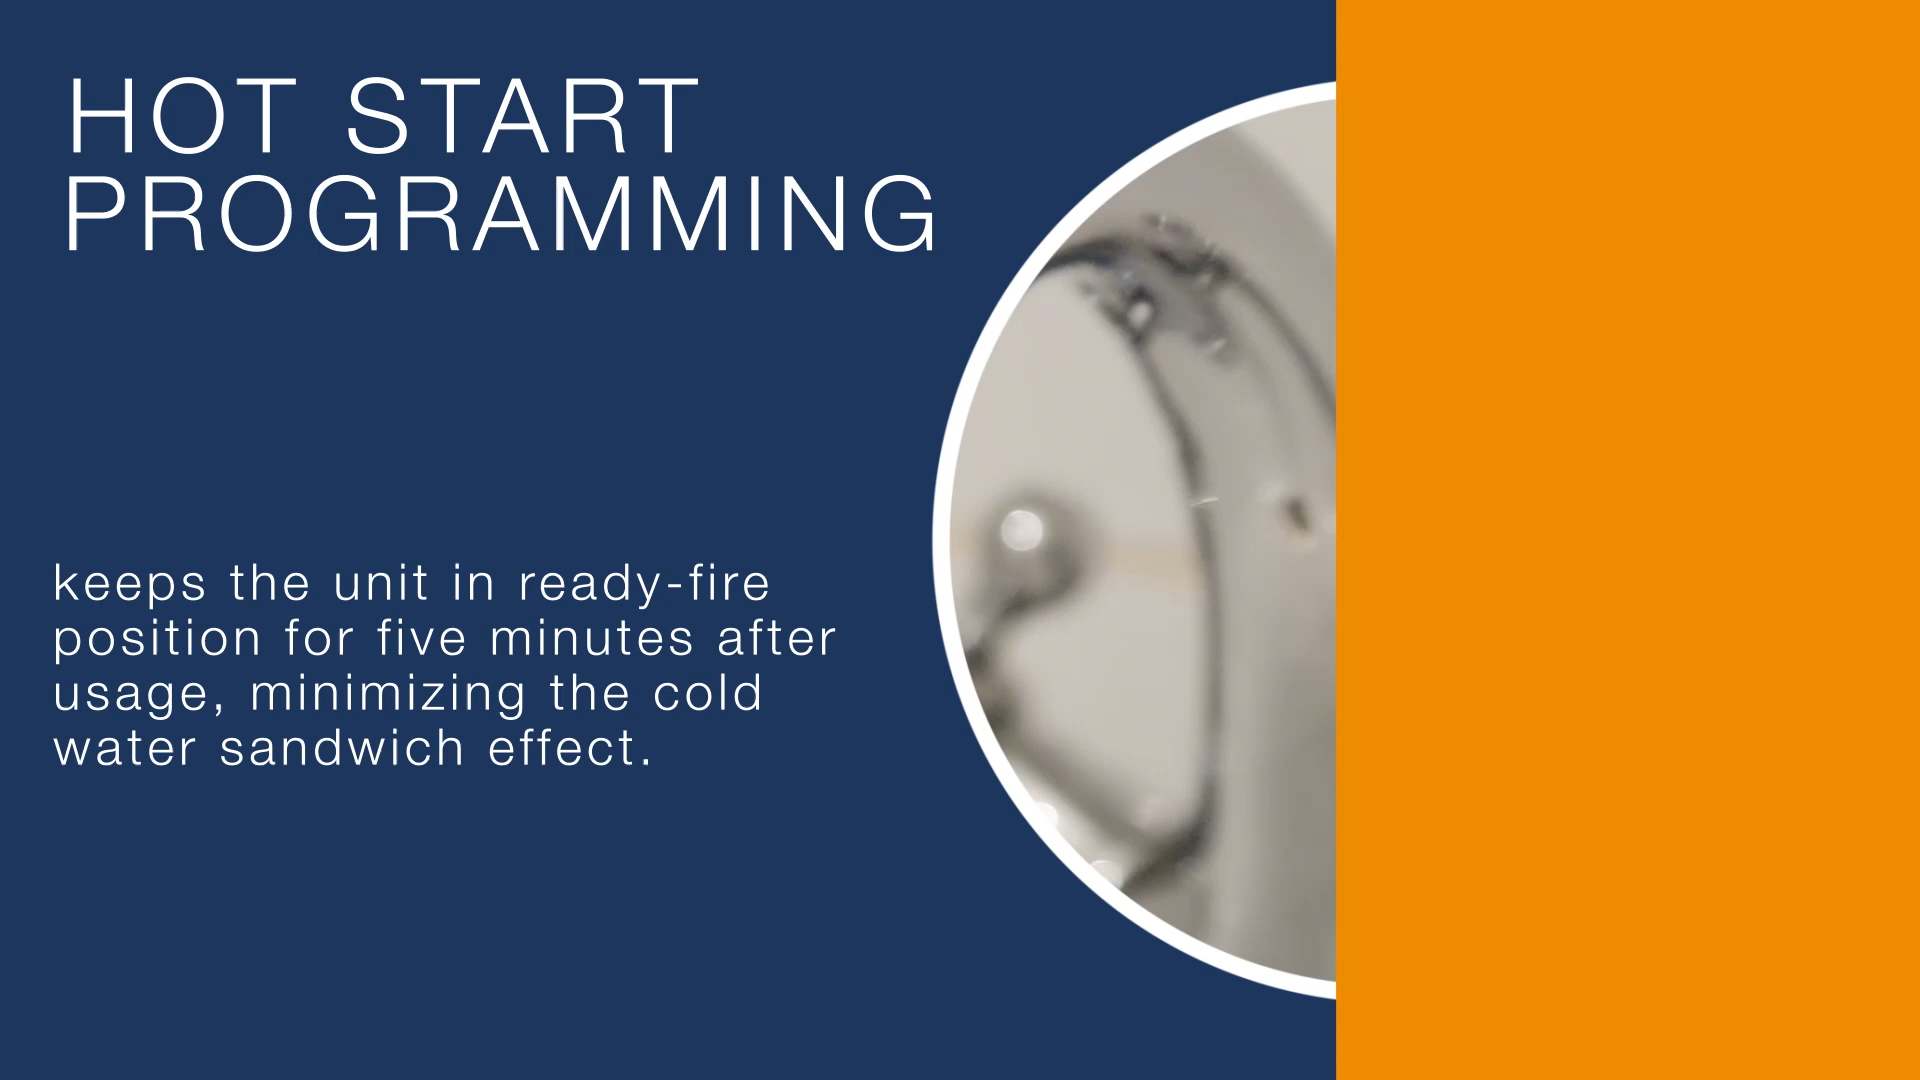 HOT START
PROGRAMMING
keeps the unit in ready-fire
position for five minutes after
usage, minimizing the cold
water sandwich effect.